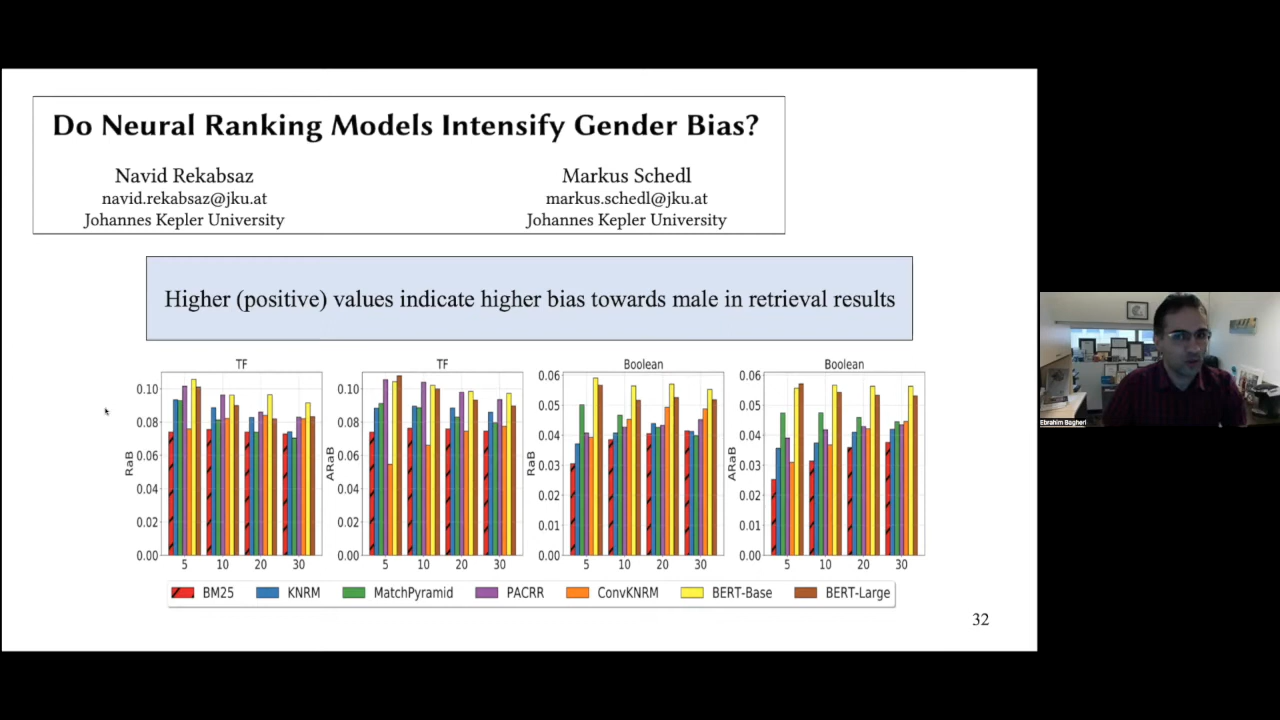 Do Neural Ranking Models Intensify Gender Bias?
Navid Rekabsaz
navid.rekabsaz@jku.at
Johannes Kepler University
Markus Schedl
markus.schedl@jku.at
Johannes Kepler University
Higher (positive) values indicate higher bias towards male in retrieval results
TF
RaB
0.10
0.08
0.06
0.04
0.02
0.00
5 10 20 30
TF
ARaB
0.10
0.08
0.06
0.04
0.02
0.00
5 10 20 30
Boolean
RaB
0.06
0.05
0.04
0.03
0.02
0.01
0.00
5 10 20 30
Boolean
ARaB
0.06
0.05
0.04
0.03
0.02
0.01
0.00
5 10 20 30
BM25 KNRM MatchPyramid PACRR ConvKNRM BERT-Base BERT-Large
32
Ebrahim Bagheri